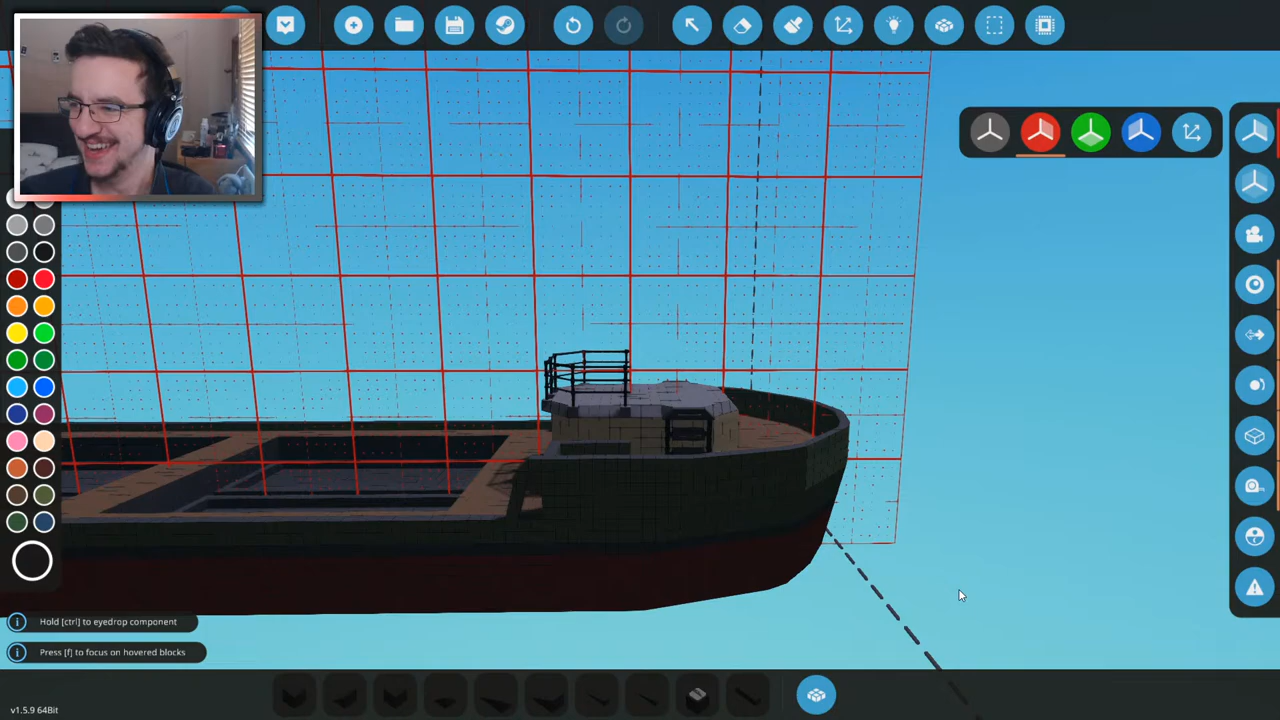 Hold [ctrl] to eyedrop component
Press [f] to focus on hovered blocks
v1.5.9 64Bit